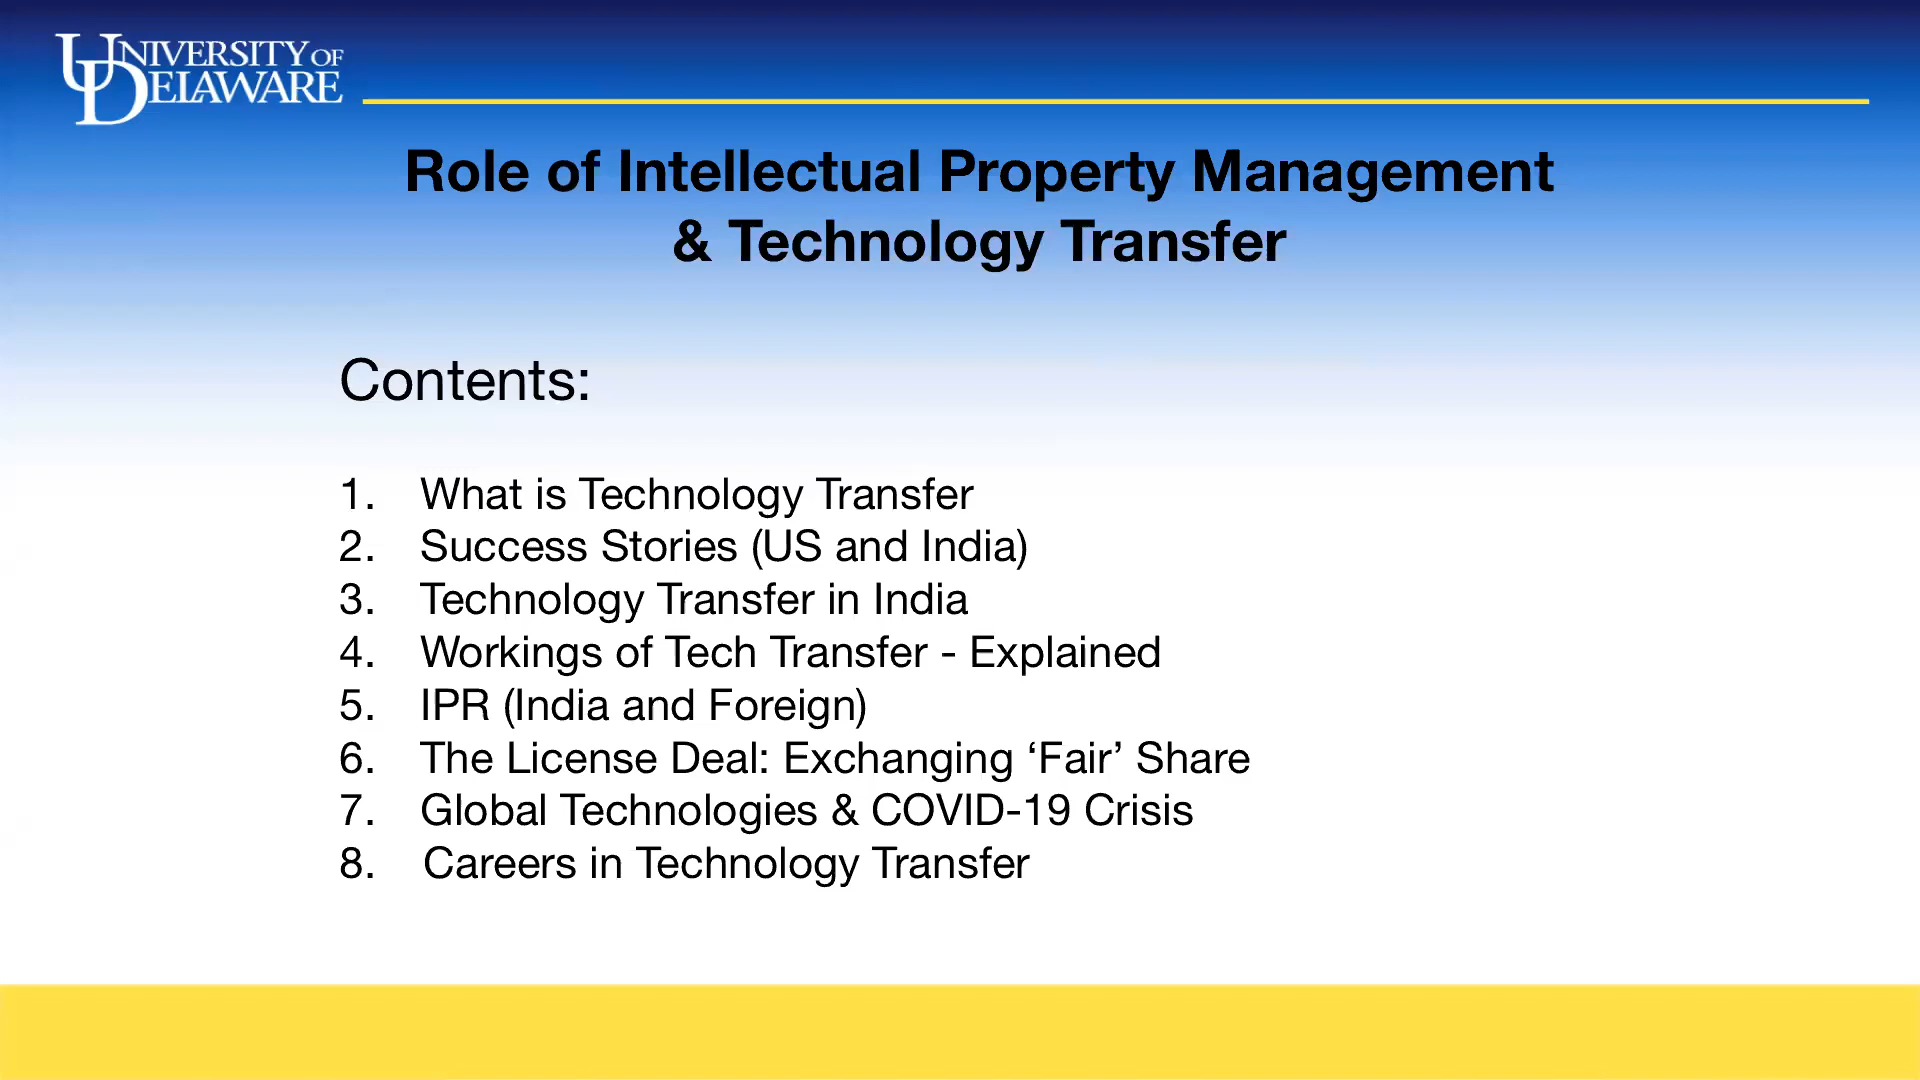 UNIVERSITY OF
DELAWARE
Role of Intellectual Property Management
& Technology Transfer
Contents:
1. What is Technology Transfer
2. Success Stories (US and India)
3. Technology Transfer in India
4. Workings of Tech Transfer - Explained
5. IPR (India and Foreign)
6. The License Deal: Exchanging ‘Fair’ Share
7. Global Technologies & COVID-19 Crisis
8. Careers in Technology Transfer